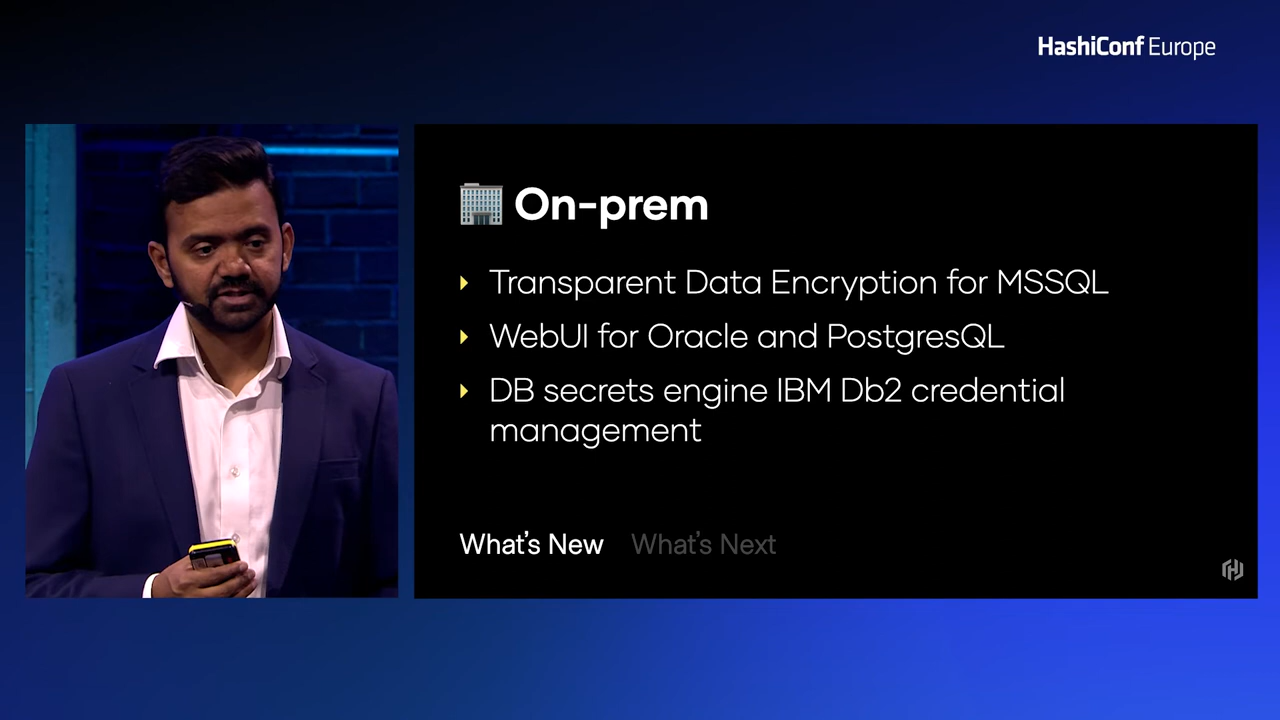 HashiConf Europe
On-prem
Transparent Data Encryption for MSSQL
WebUI for Oracle and PostgresQL
DB secrets engine IBM Db2 credential
management
What's New What's Next